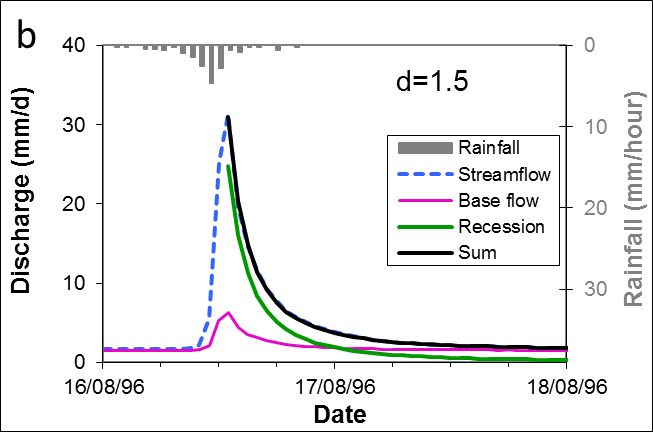 b
40
30
20
10
0
Discharge (mm/d)
0
10
20
30
Rainfall (mm/hour)
d=1.5
Rainfall
Streamflow
Base flow
Recession
Sum
16/08/96
17/08/96
18/08/96
Date